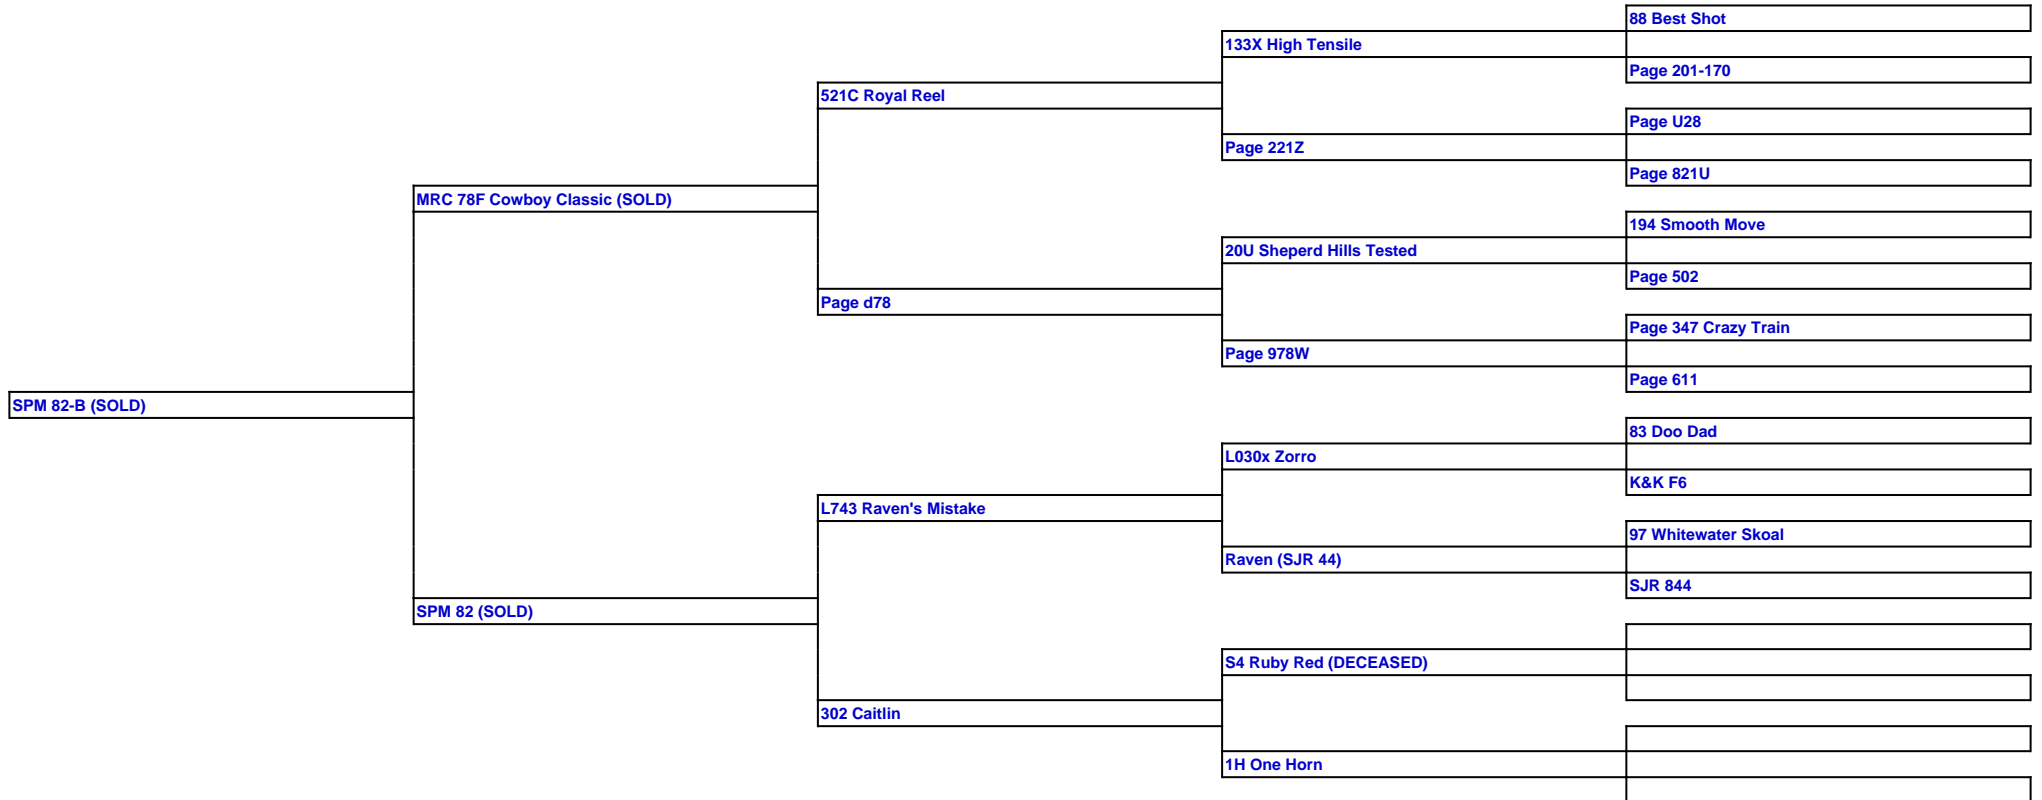 88 Best Shot
133X High Tensile
Page 201-170
521C Royal Reel
Page U28
Page 221Z
Page 821U
MRC 78F Cowboy Classic (SOLD)
194 Smooth Move
20U Sheperd Hills Tested
Page 502
Page d78
Page 347 Crazy Train
Page 978W
Page 611
SPM 82-B (SOLD)
83 Doo Dad
L030x Zorro
K&K F6
L743 Raven's Mistake
97 Whitewater Skoal
Raven (SJR 44)
SJR 844
SPM 82 (SOLD)
S4 Ruby Red (DECEASED)
302 Caitlin
1H One Horn